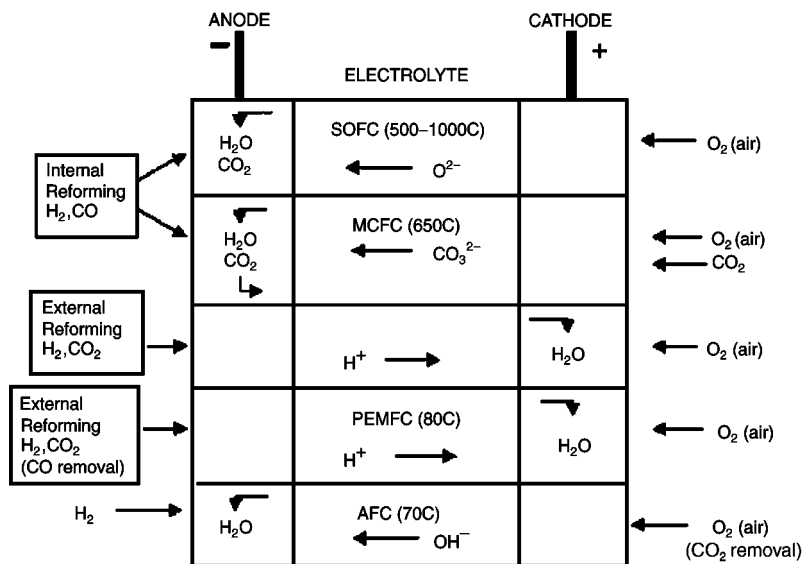 ANODE
CATHODE
−
+
ELECTROLYTE
SOFC (500–1000C)
H₂O
CO₂
O²⁻
O₂ (air)
Internal
Reforming
H₂,CO
MCFC (650C)
H₂O
CO₂
CO₃²⁻
O₂ (air)
CO₂
External
Reforming
H₂,CO₂
H⁺
H₂O
O₂ (air)
External
Reforming
H₂,CO₂
(CO removal)
PEMFC (80C)
H⁺
H₂O
O₂ (air)
H₂
H₂O
AFC (70C)
OH⁻
O₂ (air)
(CO₂ removal)